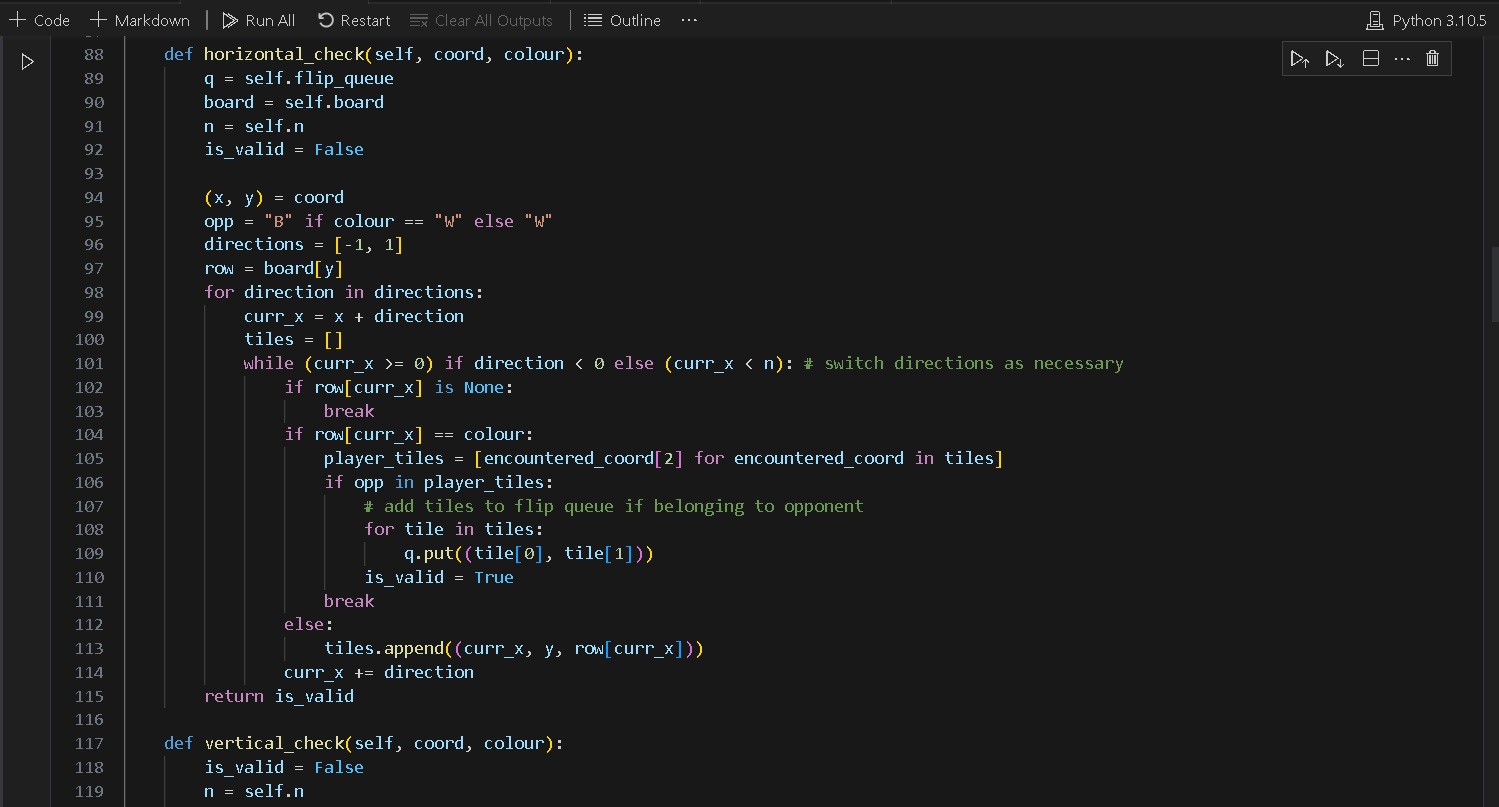 + Code + Markdown | Run All Restart Clear All Outputs | Outline ... Python 3.10.5
88 def horizontal_check(self, coord, colour):
89 q = self.flip_queue
90 board = self.board
91 n = self.n
92 is_valid = False
93
94 (x, y) = coord
95 opp = "B" if colour == "W" else "W"
96 directions = [-1, 1]
97 row = board[y]
98 for direction in directions:
99 curr_x = x + direction
100 tiles = []
101 while (curr_x >= 0) if direction < 0 else (curr_x < n): # switch directions as necessary
102 if row[curr_x] is None:
103 break
104 if row[curr_x] == colour:
105 player_tiles = [encountered_coord[2] for encountered_coord in tiles]
106 if opp in player_tiles:
107 # add tiles to flip queue if belonging to opponent
108 for tile in tiles:
109 q.put((tile[0], tile[1]))
110 is_valid = True
111 break
112 else:
113 tiles.append((curr_x, y, row[curr_x]))
114 curr_x += direction
115 return is_valid
116
117 def vertical_check(self, coord, colour):
118 is_valid = False
119 n = self.n